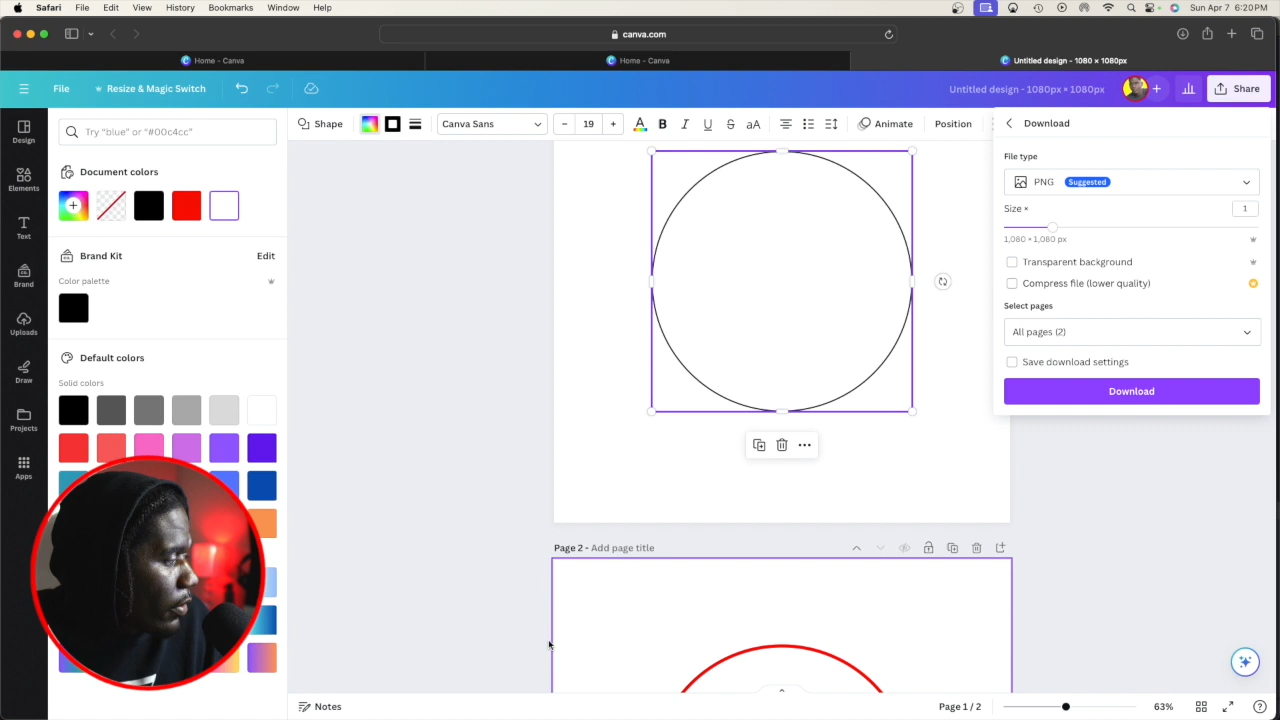 Safari File Edit View History Bookmarks Window Help Sun Apr 7 6:20 PM
canva.com
Home - Canva Home - Canva Untitled design - 1080 × 1080px
File Resize & Magic Switch Untitled design - 1080px × 1080px Share
Design
Elements
Text
Brand
Uploads
Draw
Projects
Apps
Try "blue" or "#00c4cc"
Document colors
Brand Kit Edit
Color palette
Default colors
Solid colors
Shape Canva Sans – 19 + A B I U S aA Animate Position
Page 2 - Add page title
Download
File type
PNG Suggested
Size × 1
1,080 × 1,080 px
Transparent background
Compress file (lower quality)
Select pages
All pages (2)
Save download settings
Download
Notes Page 1 / 2 63%